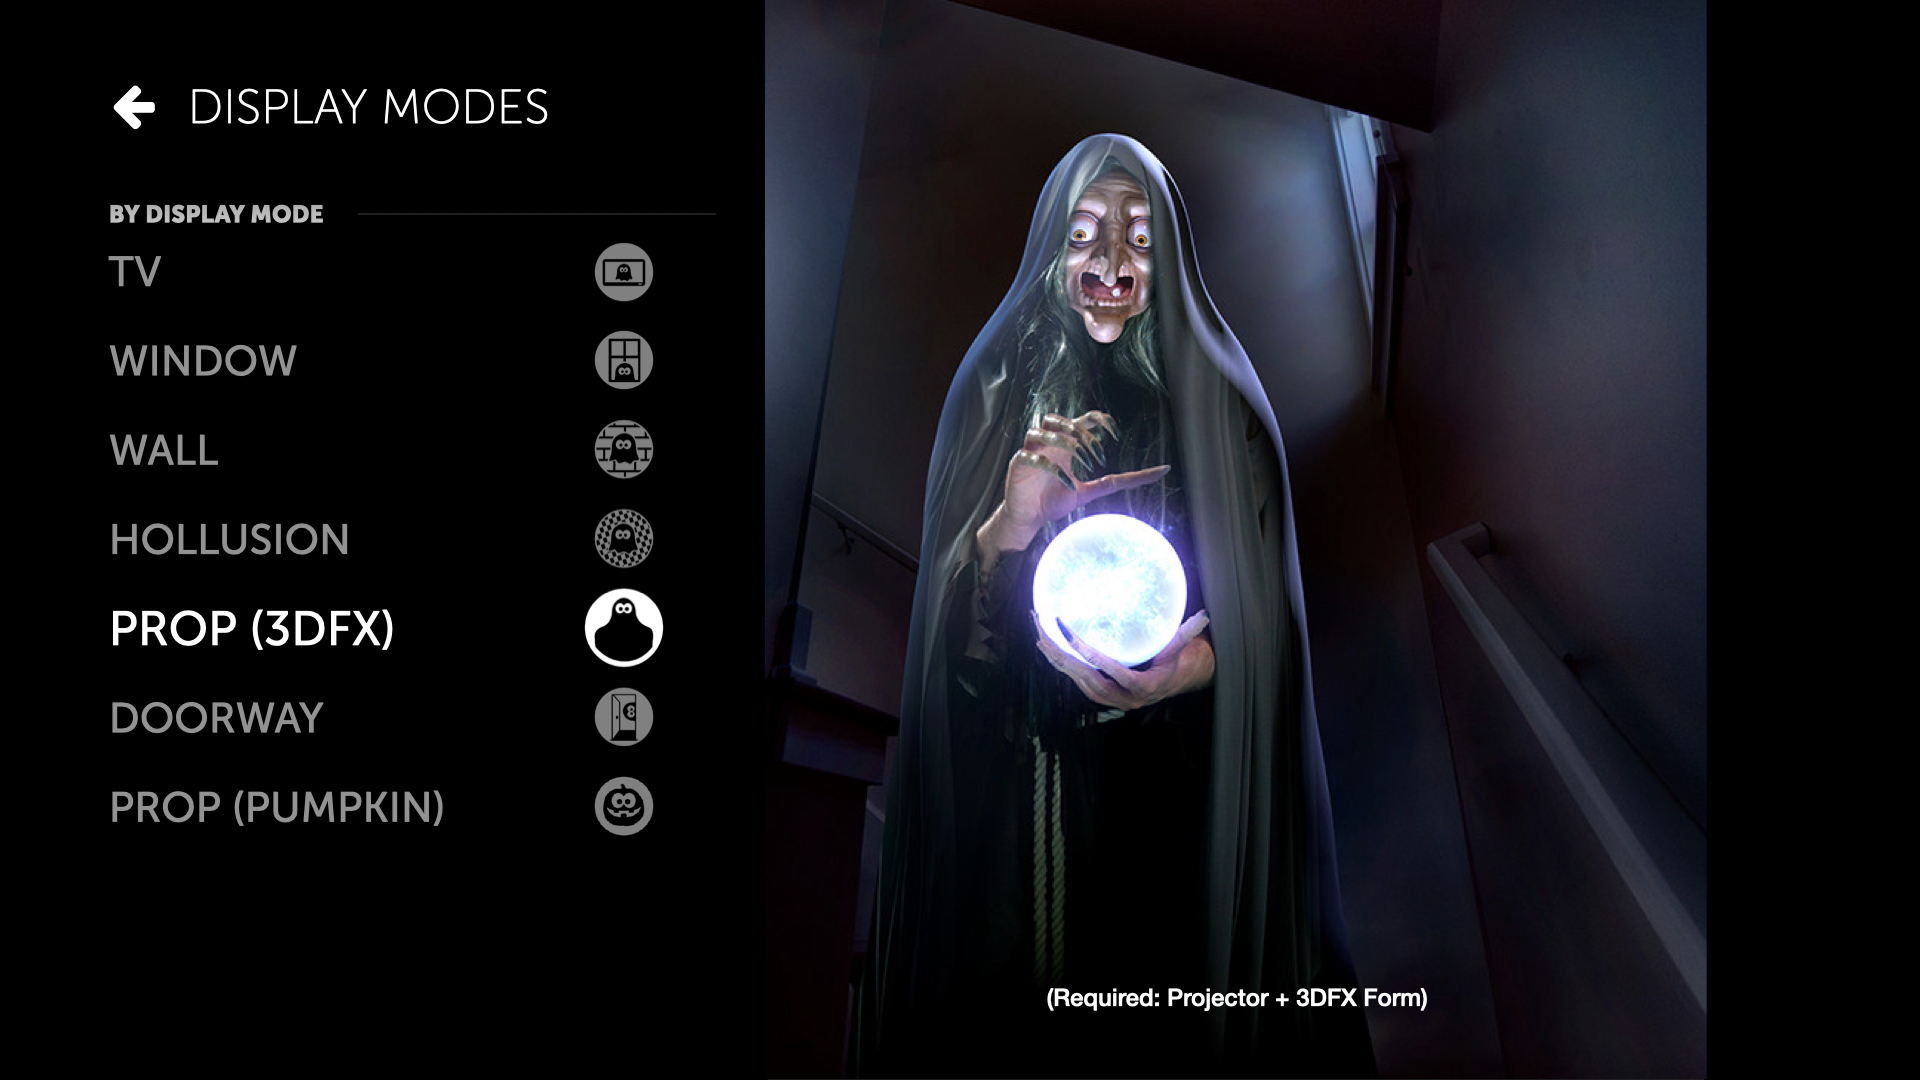 DISPLAY MODES
BY DISPLAY MODE
TV
WINDOW
WALL
HOLLUSION
PROP (3DFX)
DOORWAY
PROP (PUMPKIN)
(Required: Projector + 3DFX Form)